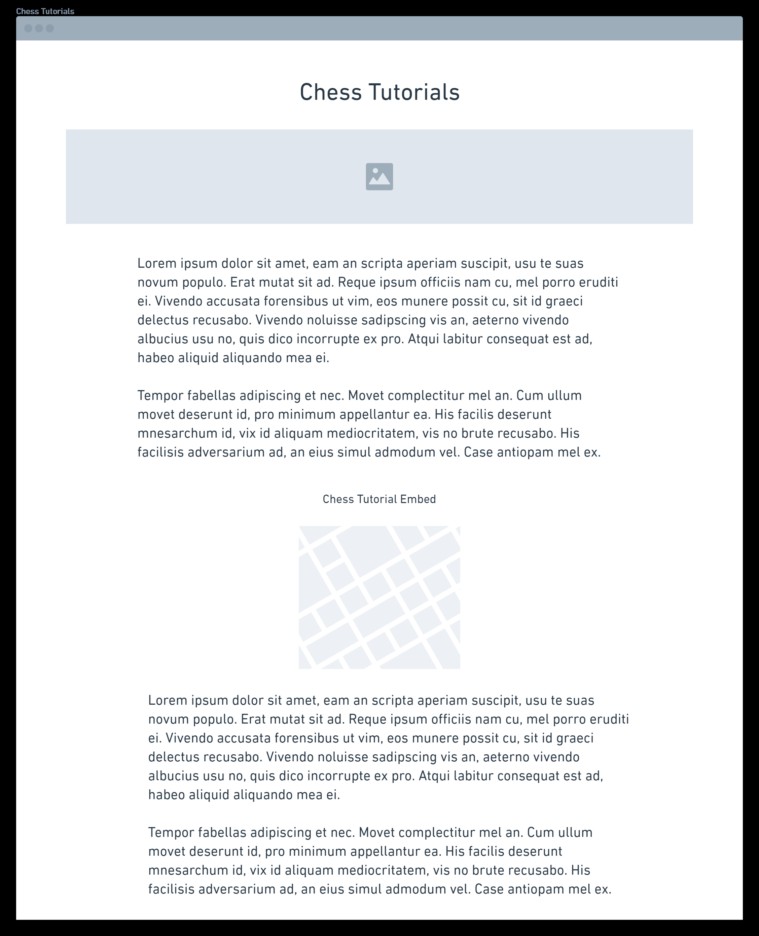 Chess Tutorials
Chess Tutorials
Lorem ipsum dolor sit amet, eam an scripta aperiam suscipit, usu te suas
novum populo. Erat mutat sit ad. Reque ipsum officiis nam cu, mel porro eruditi
ei. Vivendo accusata forensibus ut vim, eos munere possit cu, sit id graeci
delectus recusabo. Vivendo noluisse sadipscing vis an, aeterno vivendo
albucius usu no, quis dico incorrupte ex pro. Atqui labitur consequat est ad,
habeo aliquid aliquando mea ei.
Tempor fabellas adipiscing et nec. Movet complectitur mel an. Cum ullum
movet deserunt id, pro minimum appellantur ea. His facilis deserunt
mnesarchum id, vix id aliquam mediocritatem, vis no brute recusabo. His
facilisis adversarium ad, an eius simul admodum vel. Case antiopam mel ex.
Chess Tutorial Embed
Lorem ipsum dolor sit amet, eam an scripta aperiam suscipit, usu te suas
novum populo. Erat mutat sit ad. Reque ipsum officiis nam cu, mel porro eruditi
ei. Vivendo accusata forensibus ut vim, eos munere possit cu, sit id graeci
delectus recusabo. Vivendo noluisse sadipscing vis an, aeterno vivendo
albucius usu no, quis dico incorrupte ex pro. Atqui labitur consequat est ad,
habeo aliquid aliquando mea ei.
Tempor fabellas adipiscing et nec. Movet complectitur mel an. Cum ullum
movet deserunt id, pro minimum appellantur ea. His facilis deserunt
mnesarchum id, vix id aliquam mediocritatem, vis no brute recusabo. His
facilisis adversarium ad, an eius simul admodum vel. Case antiopam mel ex.